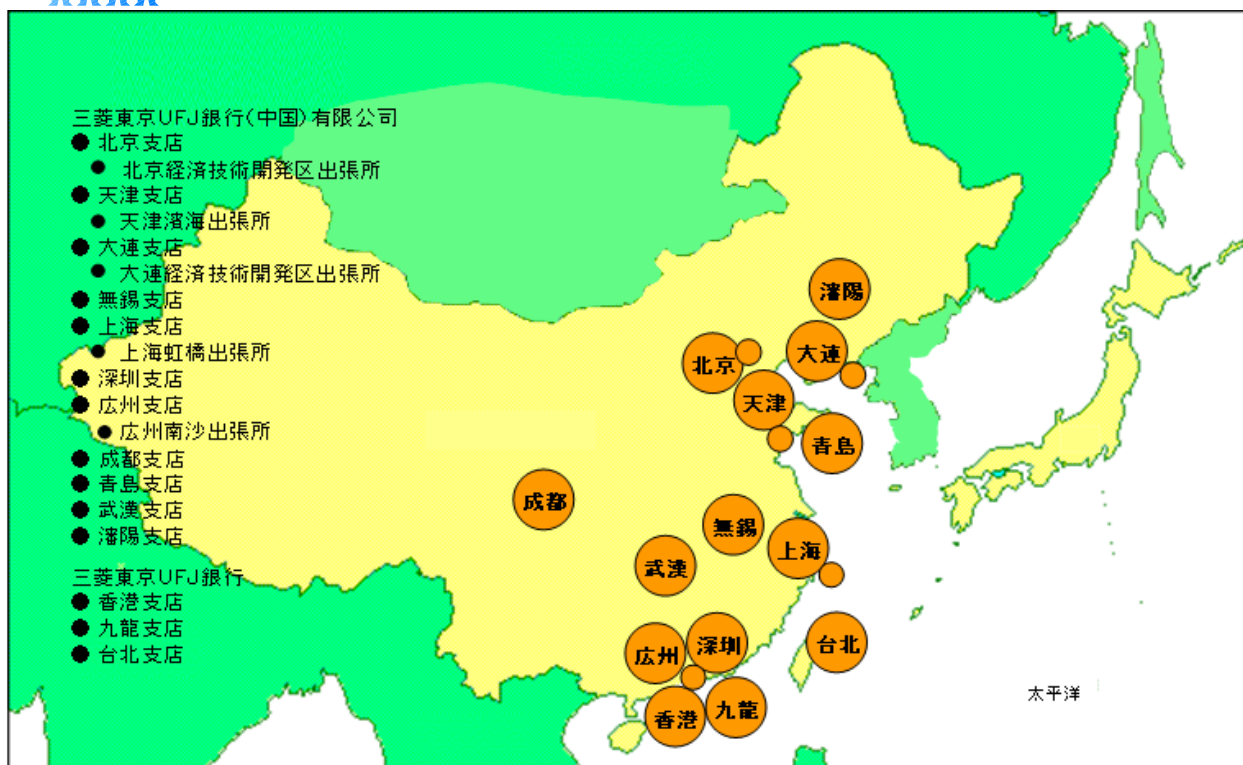 三菱東京UFJ銀行(中国)有限公司
●北京支店
●北京経済技術開発区出張所
●天津支店
●天津濱海出張所
●大連支店
●大連経済技術開発区出張所
●無錫支店
●上海支店
●上海虹橋出張所
●深圳支店
●広州支店
●広州南沙出張所
●成都支店
●青島支店
●武漢支店
●瀋陽支店
三菱東京UFJ銀行
●香港支店
●九龍支店
●台北支店
瀋陽
大連
北京
天津
青島
成都
無錫
上海
武漢
深圳
広州
台北
香港
九龍
太平洋